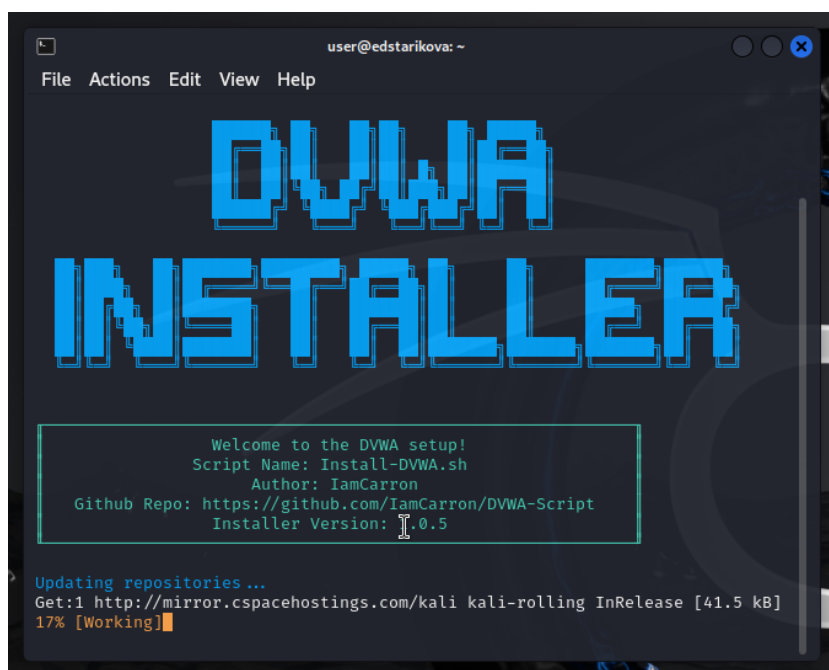 user@edstarikova: ~
File Actions Edit View Help
DVWA
INSTALLER
Welcome to the DVWA setup!
Script Name: Install-DVWA.sh
Author: IamCarron
Github Repo: https://github.com/IamCarron/DVWA-Script
Installer Version: .0.5
Updating repositories...
Get:1 http://mirror.cspacehostings.com/kali kali-rolling InRelease [41.5 kB]
17% [Working]